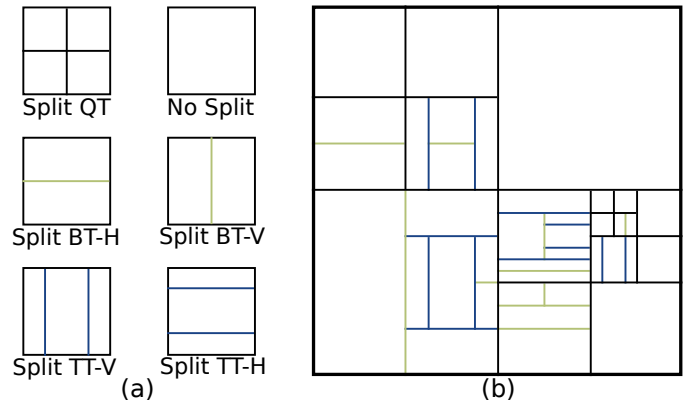 Split QT
No Split
Split BT-H
Split BT-V
Split TT-V
Split TT-H
(a)
(b)